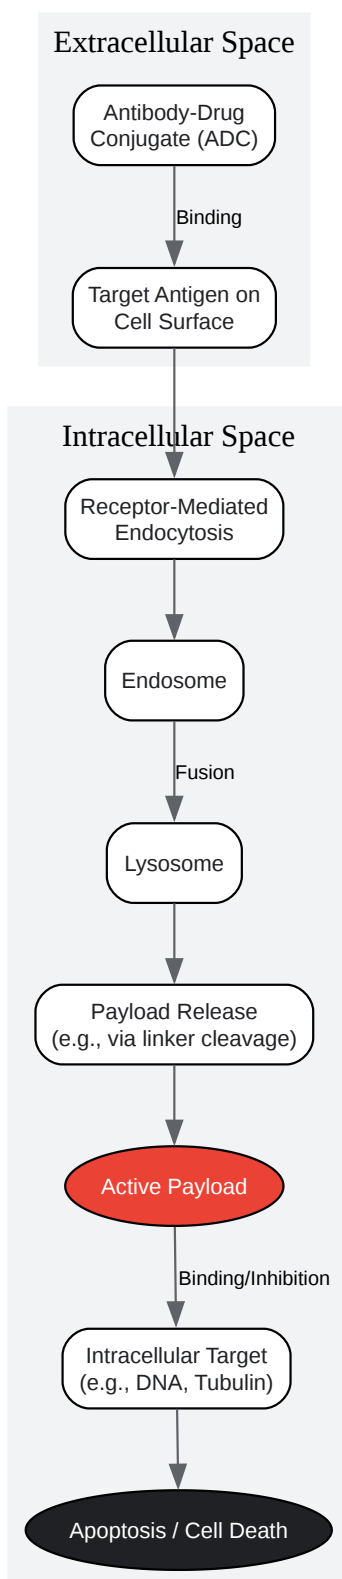 Extracellular Space
Antibody-Drug
Conjugate (ADC)
Binding
Target Antigen on
Cell Surface
Intracellular Space
Receptor-Mediated
Endocytosis
Endosome
Fusion
Lysosome
Payload Release
(e.g., via linker cleavage)
Active Payload
Binding/Inhibition
Intracellular Target
(e.g., DNA, Tubulin)
Apoptosis / Cell Death